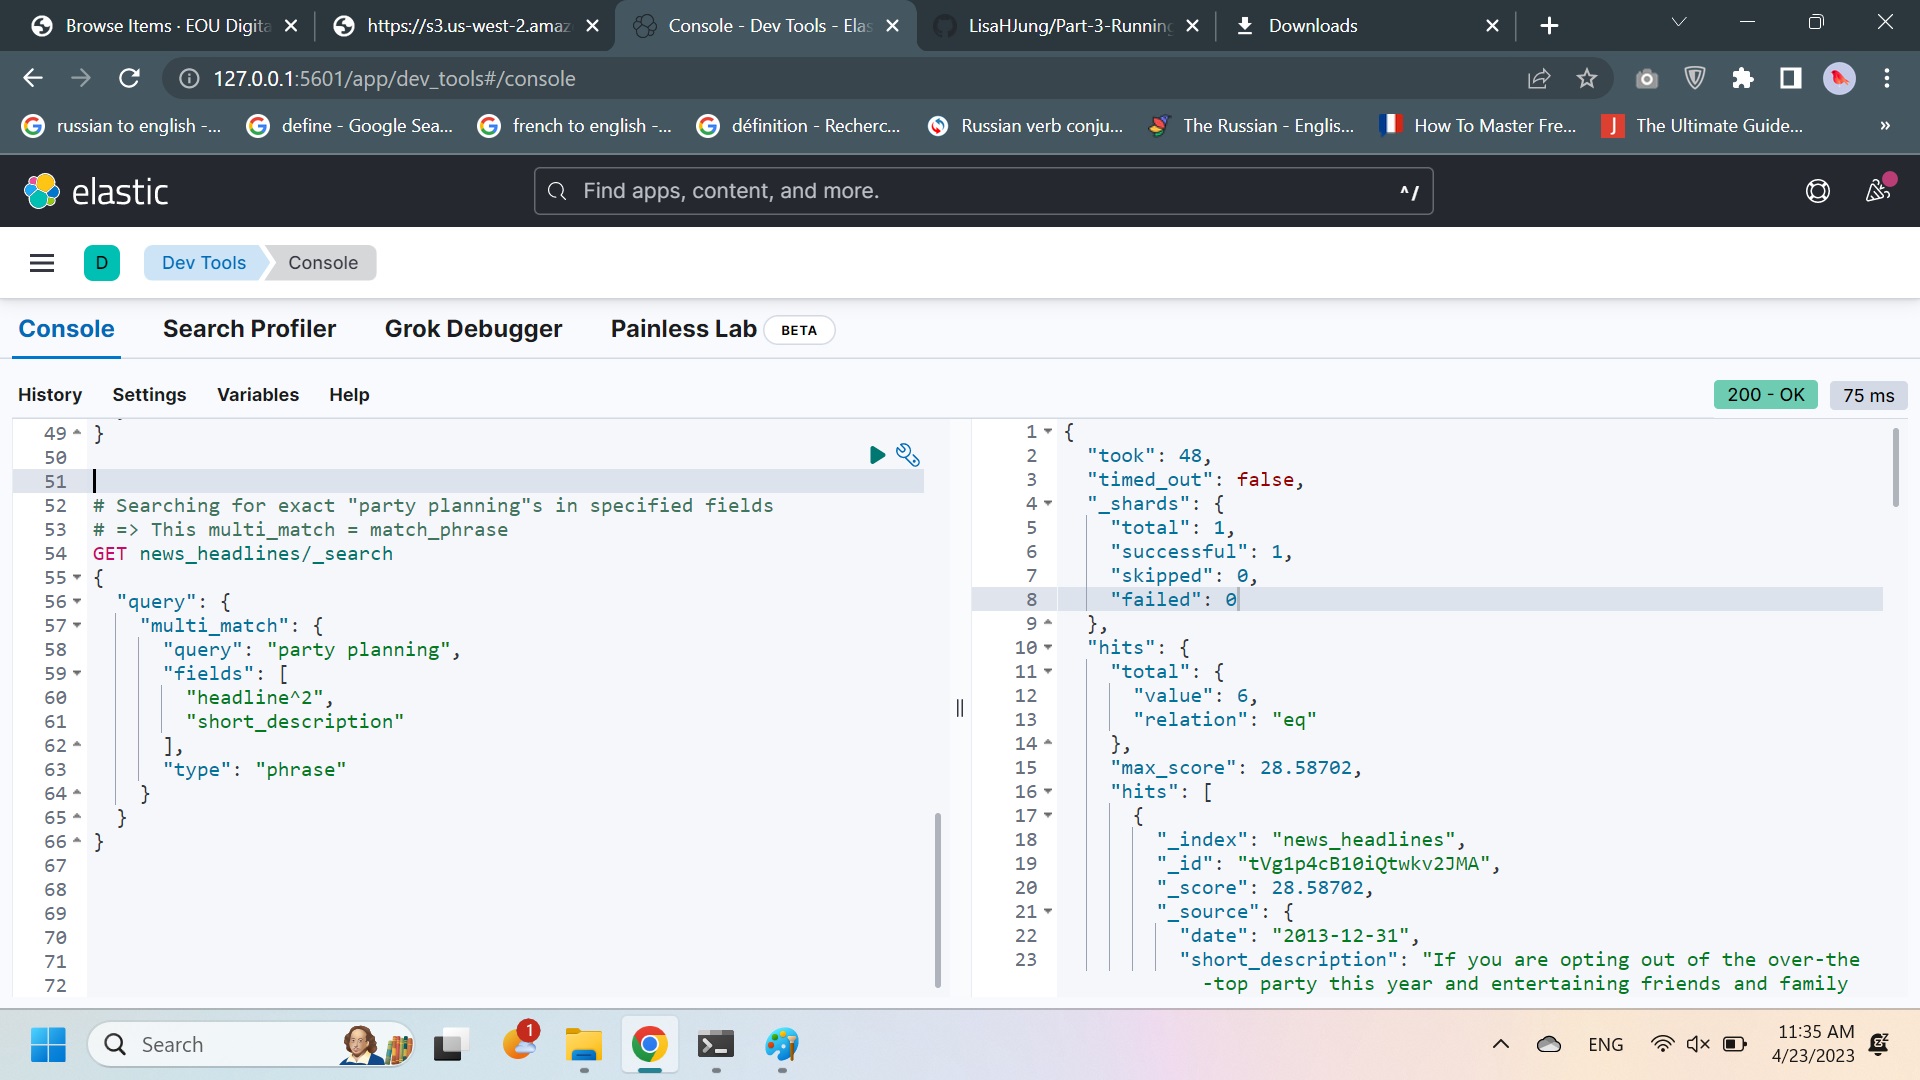 Browse Items · EOU Digita
https://s3.us-west-2.amaz
Console - Dev Tools - Elas
LisaHJung/Part-3-Running
Downloads
127.0.0.1:5601/app/dev_tools#/console
russian to english -...
define - Google Sea...
french to english -...
définition - Recherc...
Russian verb conju...
The Russian - Englis...
How To Master Fre...
J
The Ultimate Guide...
»
elastic
Find apps, content, and more.
^/
D
Dev Tools
Console
Console
Search Profiler
Grok Debugger
Painless Lab
BETA
History
Settings
Variables
Help
200 - OK
75 ms
49 }
50
51
52 # Searching for exact "party planning"s in specified fields
53 # => This multi_match = match_phrase
54 GET news_headlines/_search
55 {
56 "query": {
57 "multi_match": {
58 "query": "party planning",
59 "fields": [
60 "headline^2",
61 "short_description"
62 ],
63 "type": "phrase"
64 }
65 }
66 }
67
68
69
70
71
72
1 {
2 "took": 48,
3 "timed_out": false,
4 "_shards": {
5 "total": 1,
6 "successful": 1,
7 "skipped": 0,
8 "failed": 0
9 },
10 "hits": {
11 "total": {
12 "value": 6,
13 "relation": "eq"
14 },
15 "max_score": 28.58702,
16 "hits": [
17 {
18 "_index": "news_headlines",
19 "_id": "tVg1p4cB10iQtwkv2JMA",
20 "_score": 28.58702,
21 "_source": {
22 "date": "2013-12-31",
23 "short_description": "If you are opting out of the over-the
-top party this year and entertaining friends and family
Search
1
ENG
11:35 AM
4/23/2023